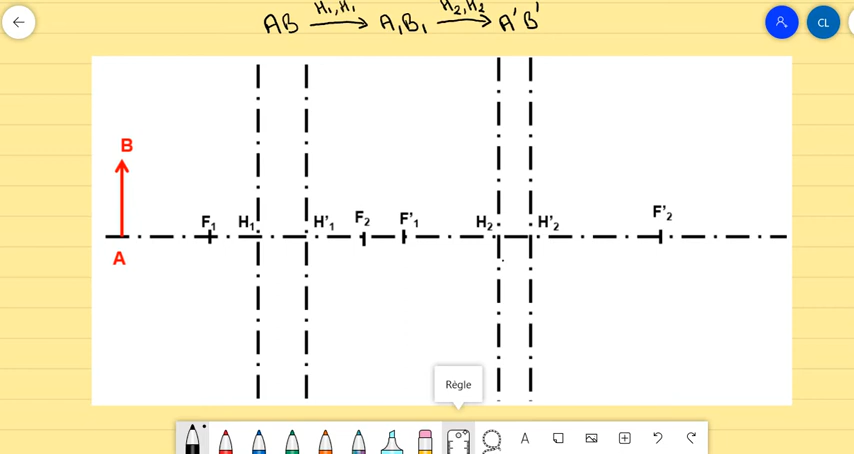 AB H₁,H'₁ → A₁B₁ H₂,H'₂ → A'B'
CL
B
F₁ H₁ H'₁ F₂ F'₁ H₂ H'₂ F'₂
A
Règle
A